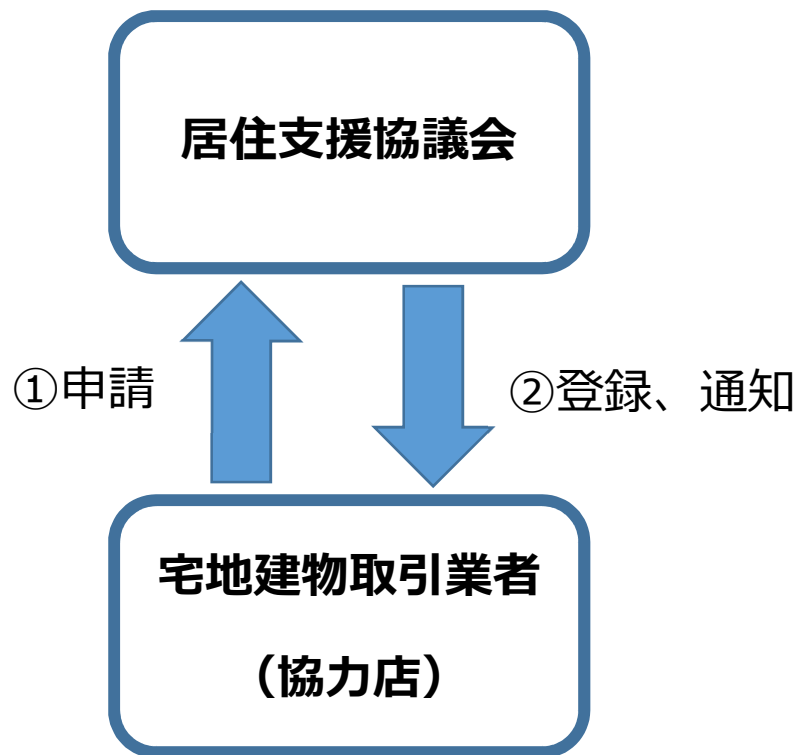 居住支援協議会
①申請
②登録、通知
宅地建物取引業者
（協力店）